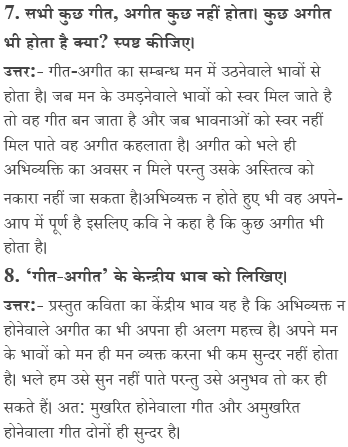 7. सभी कुछ गीत, अगीत कुछ नहीं होता। कुछ अगीत
भी होता है क्या? स्पष्ट कीजिए।
उत्तर:- गीत-अगीत का सम्बन्ध मन में उठनेवाले भावों से
होता है। जब मन के उमड़नेवाले भावों को स्वर मिल जाते है
तो वह गीत बन जाता है और जब भावनाओं को स्वर नहीं
मिल पाते वह अगीत कहलाता है। अगीत को भले ही
अभिव्यक्ति का अवसर न मिले परन्तु उसके अस्तित्व को
नकारा नहीं जा सकता है।अभिव्यक्त न होते हुए भी वह अपने-
आप में पूर्ण है इसलिए कवि ने कहा है कि कुछ अगीत भी
होता है।
8. ‘गीत-अगीत’ के केन्द्रीय भाव को लिखिए।
उत्तर:- प्रस्तुत कविता का केंद्रीय भाव यह है कि अभिव्यक्त न
होनेवाले अगीत का भी अपना ही अलग महत्त्व है। अपने मन
के भावों को मन ही मन व्यक्त करना भी कम सुन्दर नहीं होता
है। भले हम उसे सुन नहीं पाते परन्तु उसे अनुभव तो कर ही
सकते हैं। अत: मुखरित होनेवाला गीत और अमुखरित
होनेवाला गीत दोनों ही सुन्दर है।